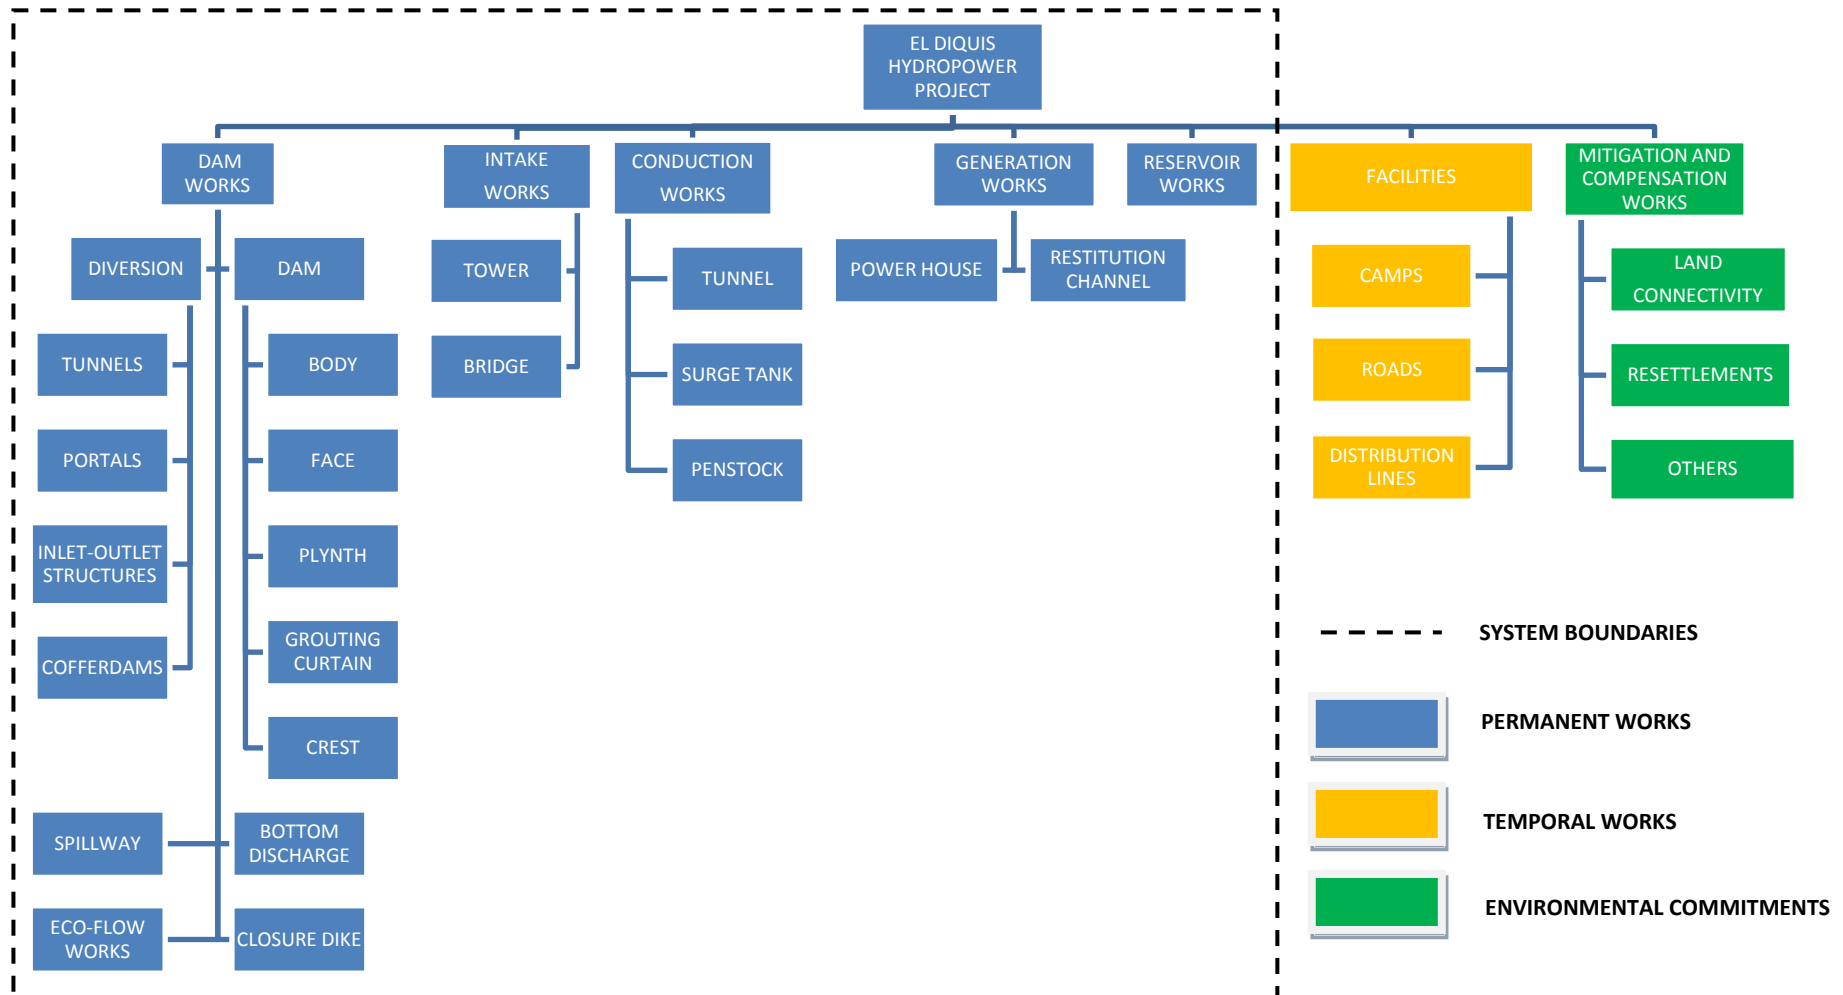 EL DIQUIS
HYDROPOWER
PROJECT
DAM
WORKS
INTAKE
WORKS
CONDUCTION
WORKS
GENERATION
WORKS
RESERVOIR
WORKS
FACILITIES
MITIGATION AND
COMPENSATION
WORKS
DIVERSION
DAM
TUNNELS
PORTALS
INLET-OUTLET
STRUCTURES
COFFERDAMS
BODY
FACE
PLYNTH
GROUTING
CURTAIN
CREST
SPILLWAY
BOTTOM
DISCHARGE
ECO-FLOW
WORKS
CLOSURE DIKE
TOWER
BRIDGE
TUNNEL
SURGE TANK
PENSTOCK
POWER HOUSE
RESTITUTION
CHANNEL
CAMPS
ROADS
DISTRIBUTION
LINES
LAND
CONNECTIVITY
RESETTLEMENTS
OTHERS
SYSTEM BOUNDARIES
PERMANENT WORKS
TEMPORAL WORKS
ENVIRONMENTAL COMMITMENTS